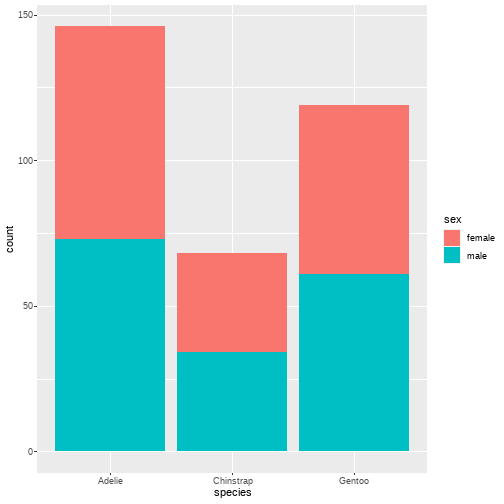 150
100
50
0
count
Adelie
Chinstrap
Gentoo
species
sex
female
male